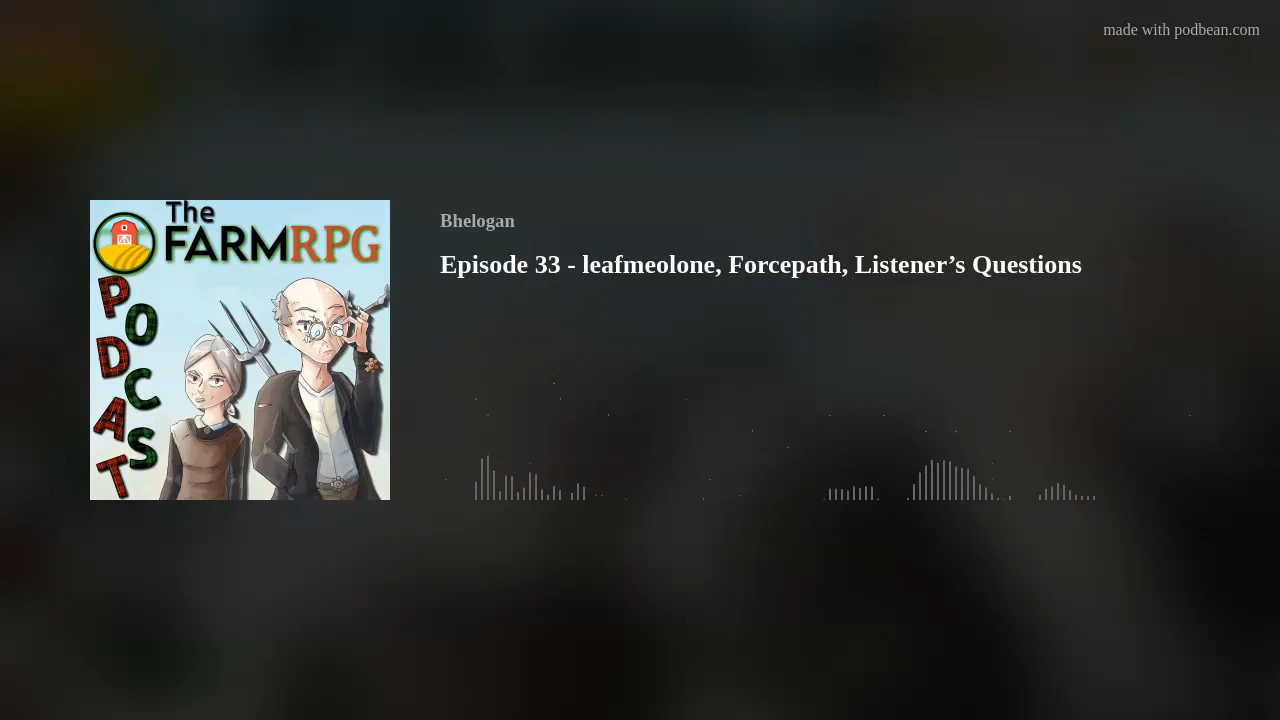 made with podbean.com
The
FARMRPG
PODCAST
Bhelogan
Episode 33 - leafmeolone, Forcepath, Listener’s Questions